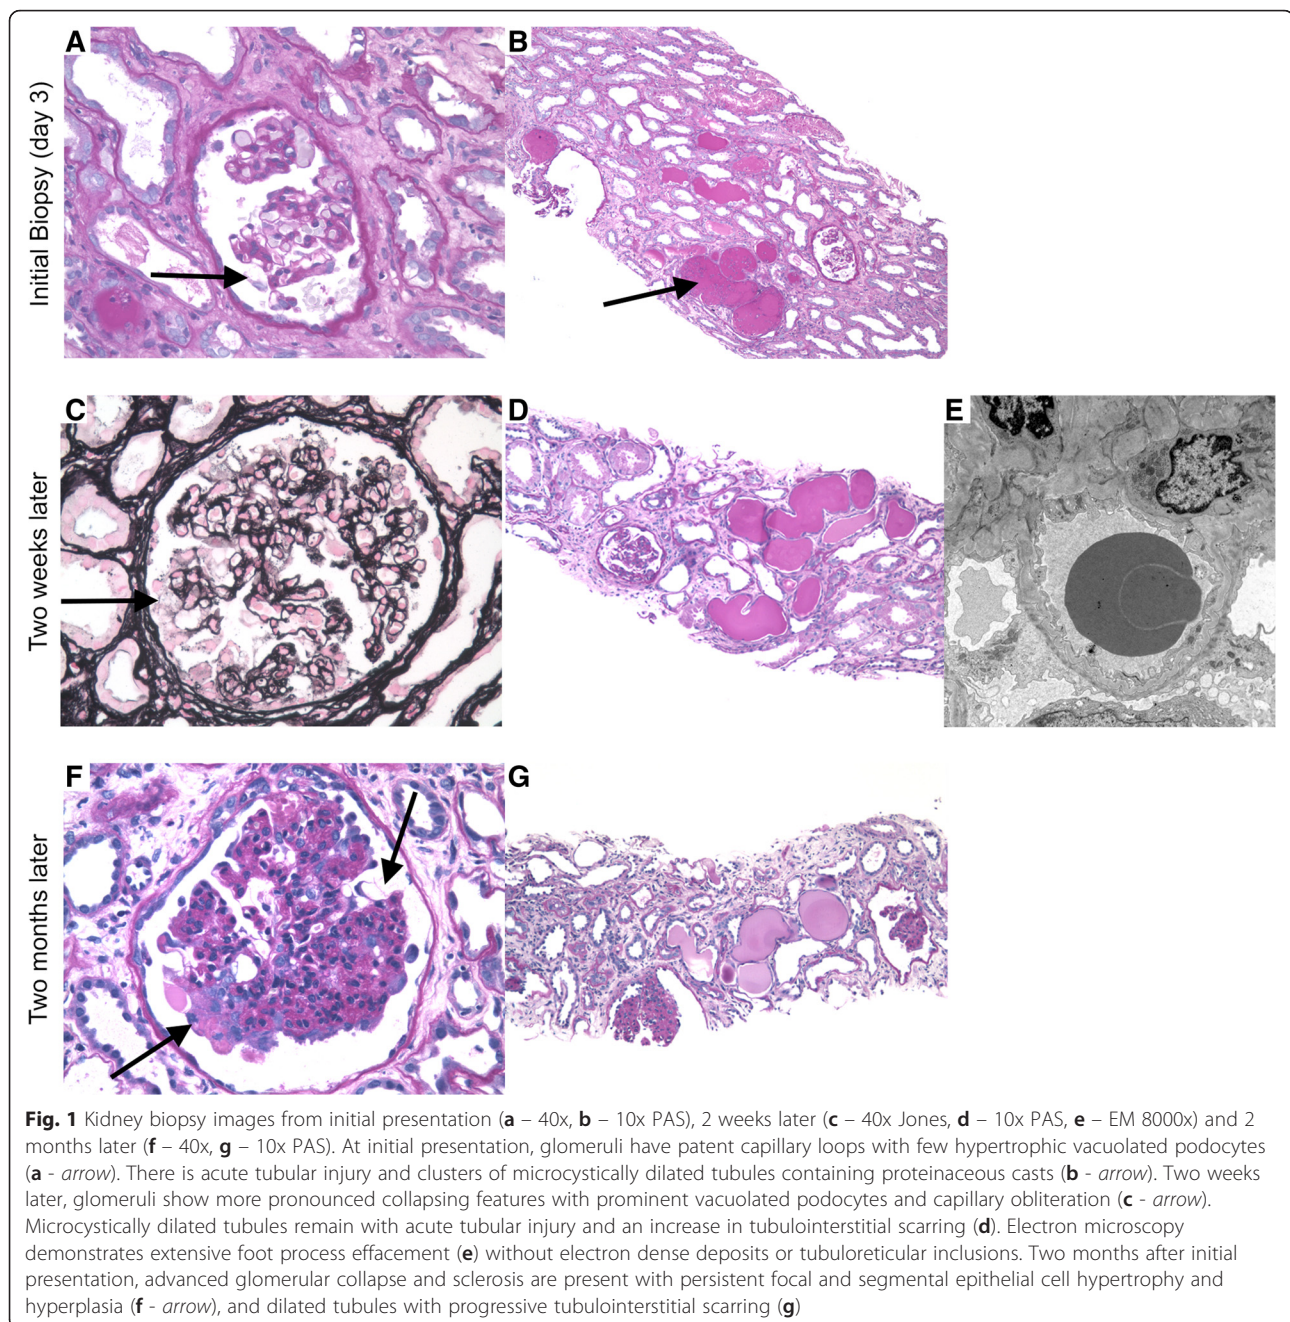 A
B
Initial Biopsy (day 3)
C
D
E
Two weeks later
F
G
Two months later
Fig. 1 Kidney biopsy images from initial presentation (a – 40x, b – 10x PAS), 2 weeks later (c – 40x Jones, d – 10x PAS, e – EM 8000x) and 2
months later (f – 40x, g – 10x PAS). At initial presentation, glomeruli have patent capillary loops with few hypertrophic vacuolated podocytes
(a - arrow). There is acute tubular injury and clusters of microcystically dilated tubules containing proteinaceous casts (b - arrow). Two weeks
later, glomeruli show more pronounced collapsing features with prominent vacuolated podocytes and capillary obliteration (c - arrow).
Microcystically dilated tubules remain with acute tubular injury and an increase in tubulointerstitial scarring (d). Electron microscopy
demonstrates extensive foot process effacement (e) without electron dense deposits or tubuloreticular inclusions. Two months after initial
presentation, advanced glomerular collapse and sclerosis are present with persistent focal and segmental epithelial cell hypertrophy and
hyperplasia (f - arrow), and dilated tubules with progressive tubulointerstitial scarring (g)